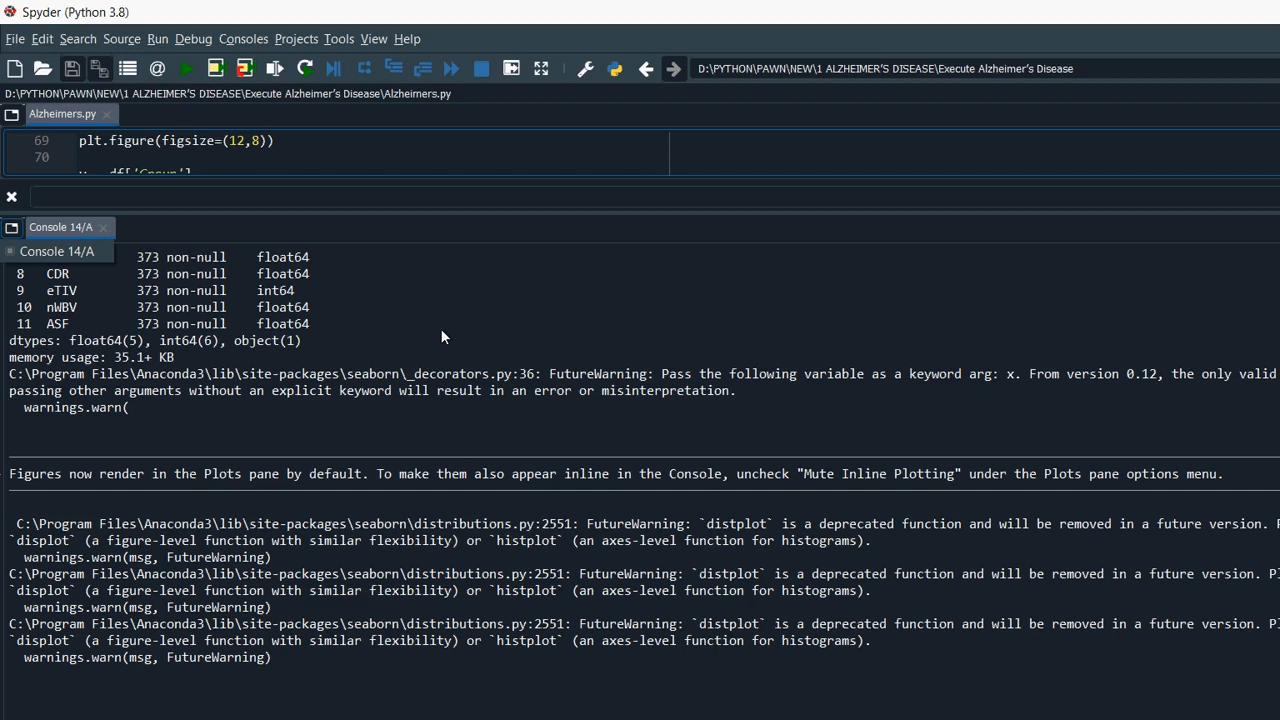 Spyder (Python 3.8)
File Edit Search Source Run Debug Consoles Projects Tools View Help
D:\PYTHON\PAWN\NEW\1 ALZHEIMER'S DISEASE\Execute Alzheimer's Disease
D:\PYTHON\PAWN\NEW\1 ALZHEIMER'S DISEASE\Execute Alzheimer's Disease\Alzheimers.py
Alzheimers.py
69 plt.figure(figsize=(12,8))
70
Console 14/A
Console 14/A
373 non-null float64
8 CDR 373 non-null float64
9 eTIV 373 non-null int64
10 nWBV 373 non-null float64
11 ASF 373 non-null float64
dtypes: float64(5), int64(6), object(1)
memory usage: 35.1+ KB
C:\Program Files\Anaconda3\lib\site-packages\seaborn\_decorators.py:36: FutureWarning: Pass the following variable as a keyword arg: x. From version 0.12, the only valid
passing other arguments without an explicit keyword will result in an error or misinterpretation.
warnings.warn(
Figures now render in the Plots pane by default. To make them also appear inline in the Console, uncheck "Mute Inline Plotting" under the Plots pane options menu.
C:\Program Files\Anaconda3\lib\site-packages\seaborn\distributions.py:2551: FutureWarning: `distplot` is a deprecated function and will be removed in a future version.
`displot` (a figure-level function with similar flexibility) or `histplot` (an axes-level function for histograms).
warnings.warn(msg, FutureWarning)
C:\Program Files\Anaconda3\lib\site-packages\seaborn\distributions.py:2551: FutureWarning: `distplot` is a deprecated function and will be removed in a future version. Pl
`displot` (a figure-level function with similar flexibility) or `histplot` (an axes-level function for histograms).
warnings.warn(msg, FutureWarning)
C:\Program Files\Anaconda3\lib\site-packages\seaborn\distributions.py:2551: FutureWarning: `distplot` is a deprecated function and will be removed in a future version. Pl
`displot` (a figure-level function with similar flexibility) or `histplot` (an axes-level function for histograms).
warnings.warn(msg, FutureWarning)